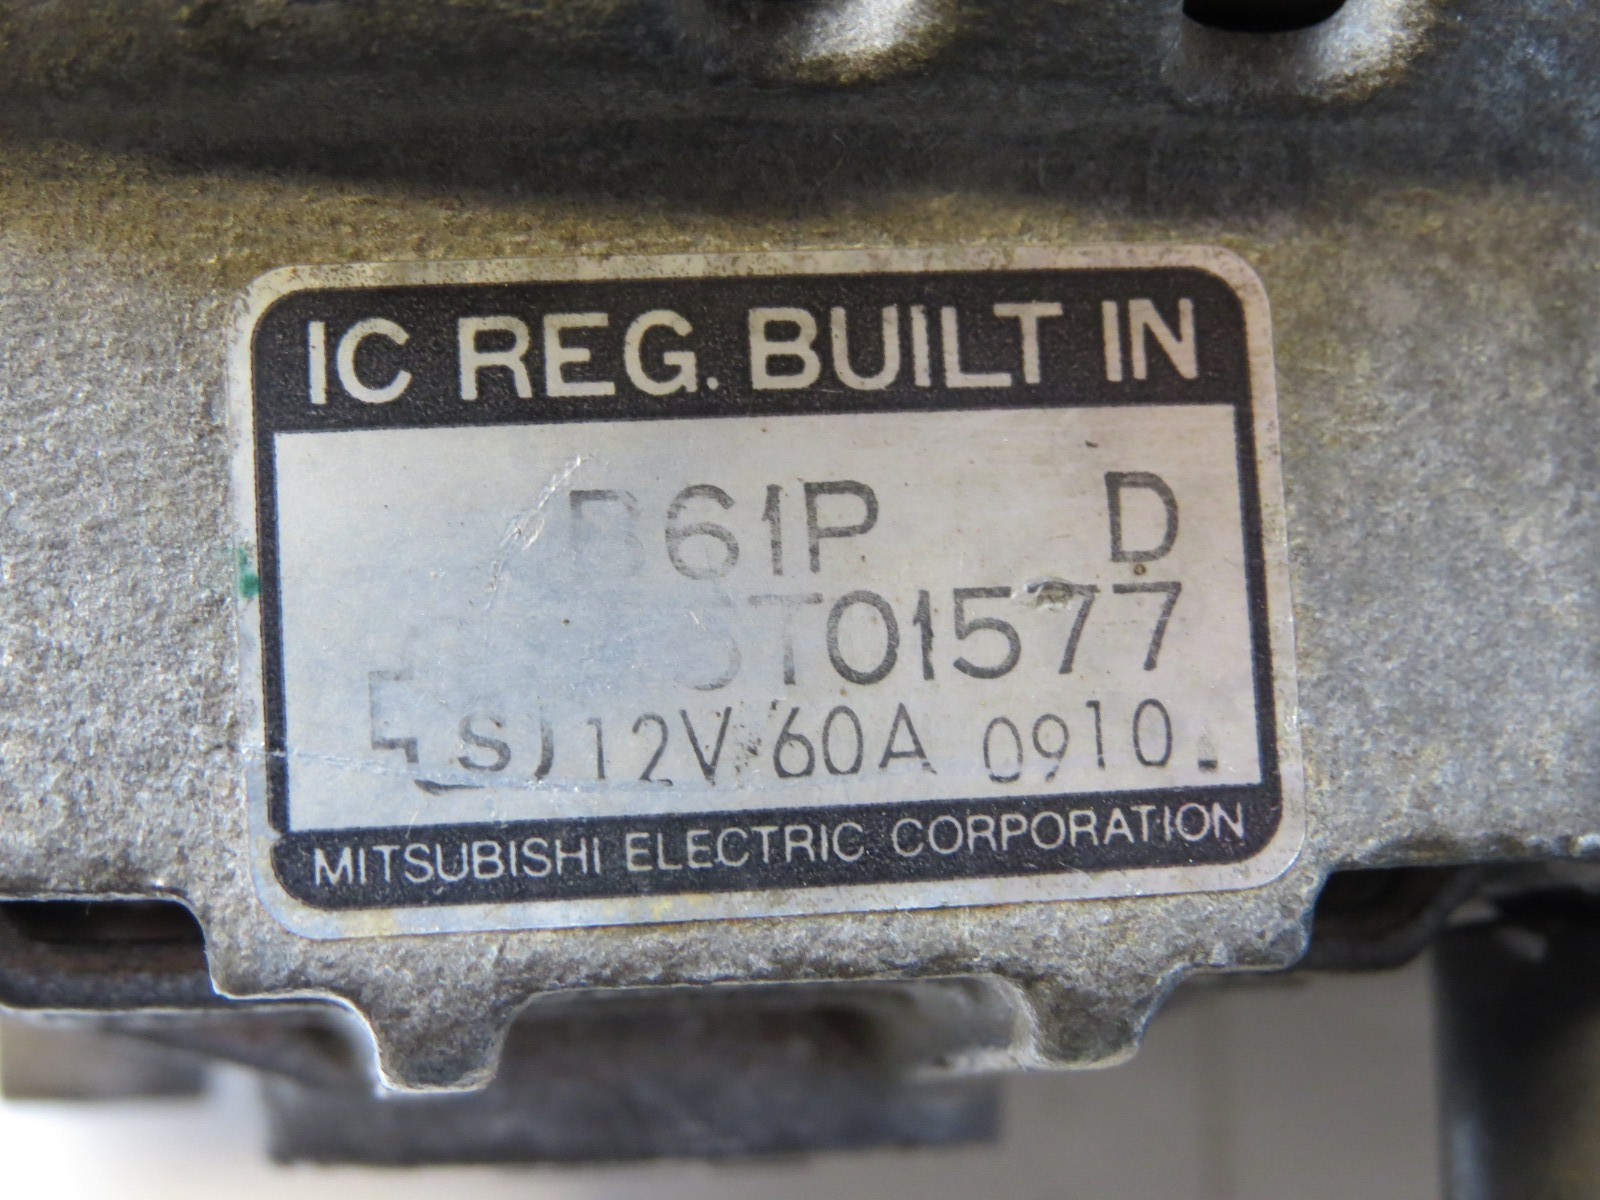 IC REG. BUILT IN
B61P D
T01577
(S) 12V 60A 0910
MITSUBISHI ELECTRIC CORPORATION